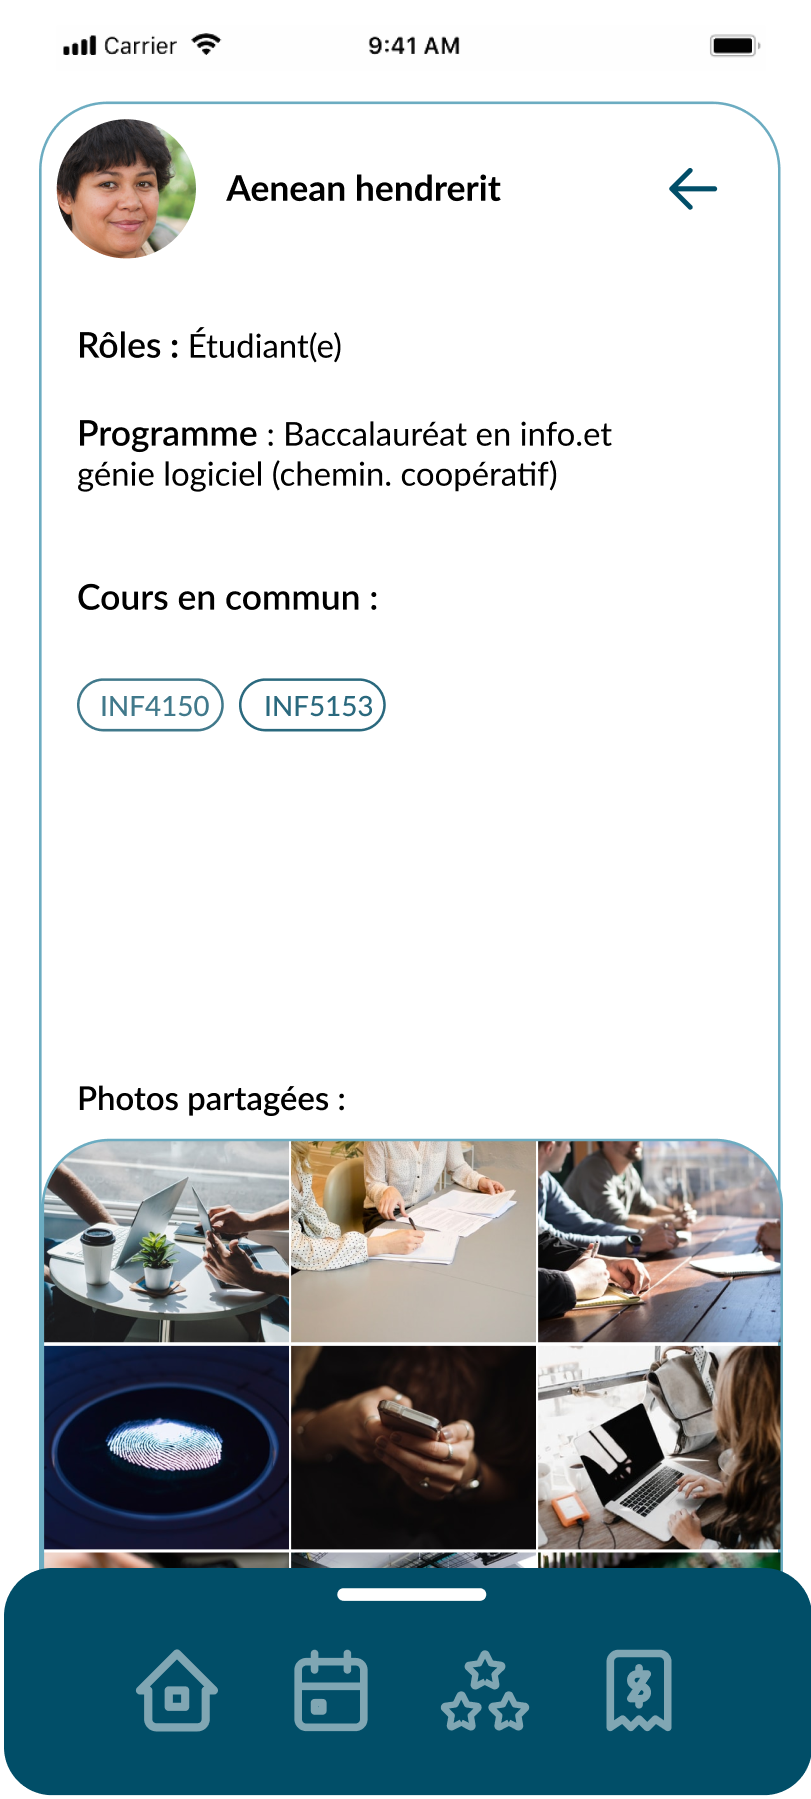 Carrier 9:41 AM
Aenean hendrerit
Rôles : Étudiant(e)
Programme : Baccalauréat en info.et
génie logiciel (chemin. coopératif)
Cours en commun :
INF4150 INF5153
Photos partagées :